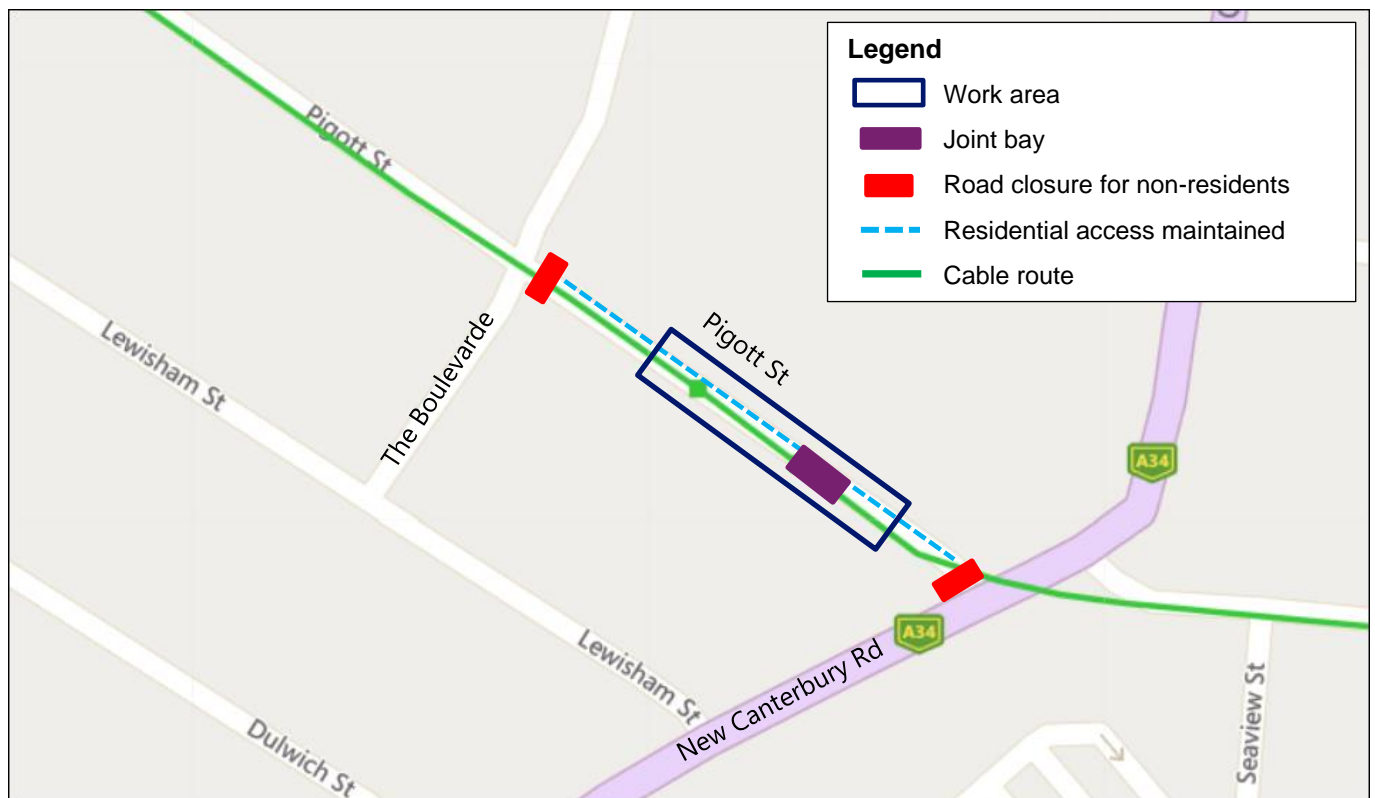 Legend
Work area
Joint bay
Road closure for non-residents
Residential access maintained
Cable route
Pigott St
Pigott St
Lewisham St
The Boulevarde
A34
A34
Lewisham St
New Canterbury Rd
Dulwich St
Seaview St